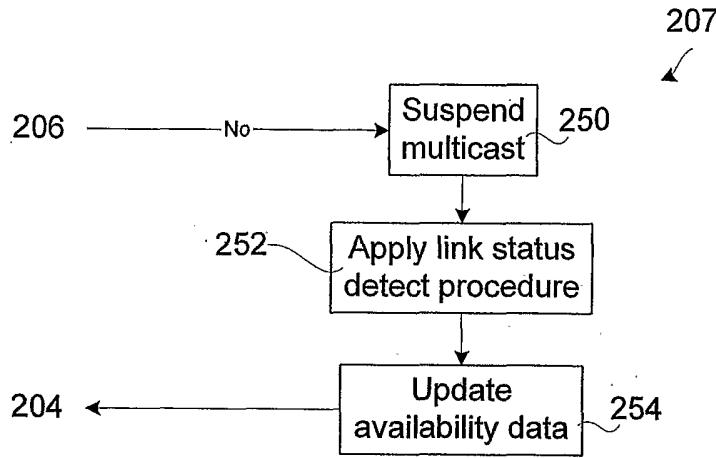 207
206
No
Suspend
multicast
250
252
Apply link status
detect procedure
Update
availability data
254
204